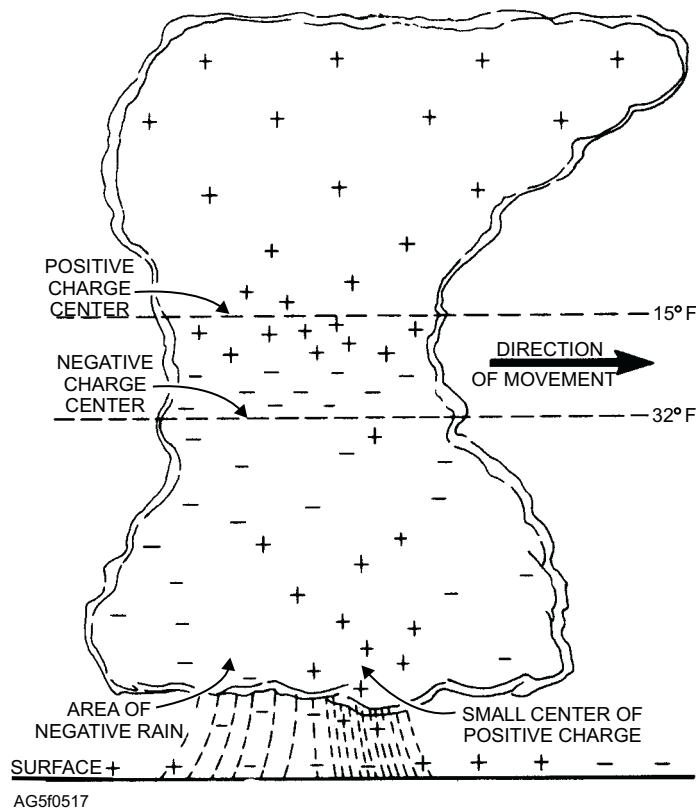 POSITIVE
CHARGE
CENTER
15° F
NEGATIVE
CHARGE
CENTER
DIRECTION
OF MOVEMENT
32° F
AREA OF
NEGATIVE RAIN
SMALL CENTER OF
POSITIVE CHARGE
SURFACE
AG5f0517